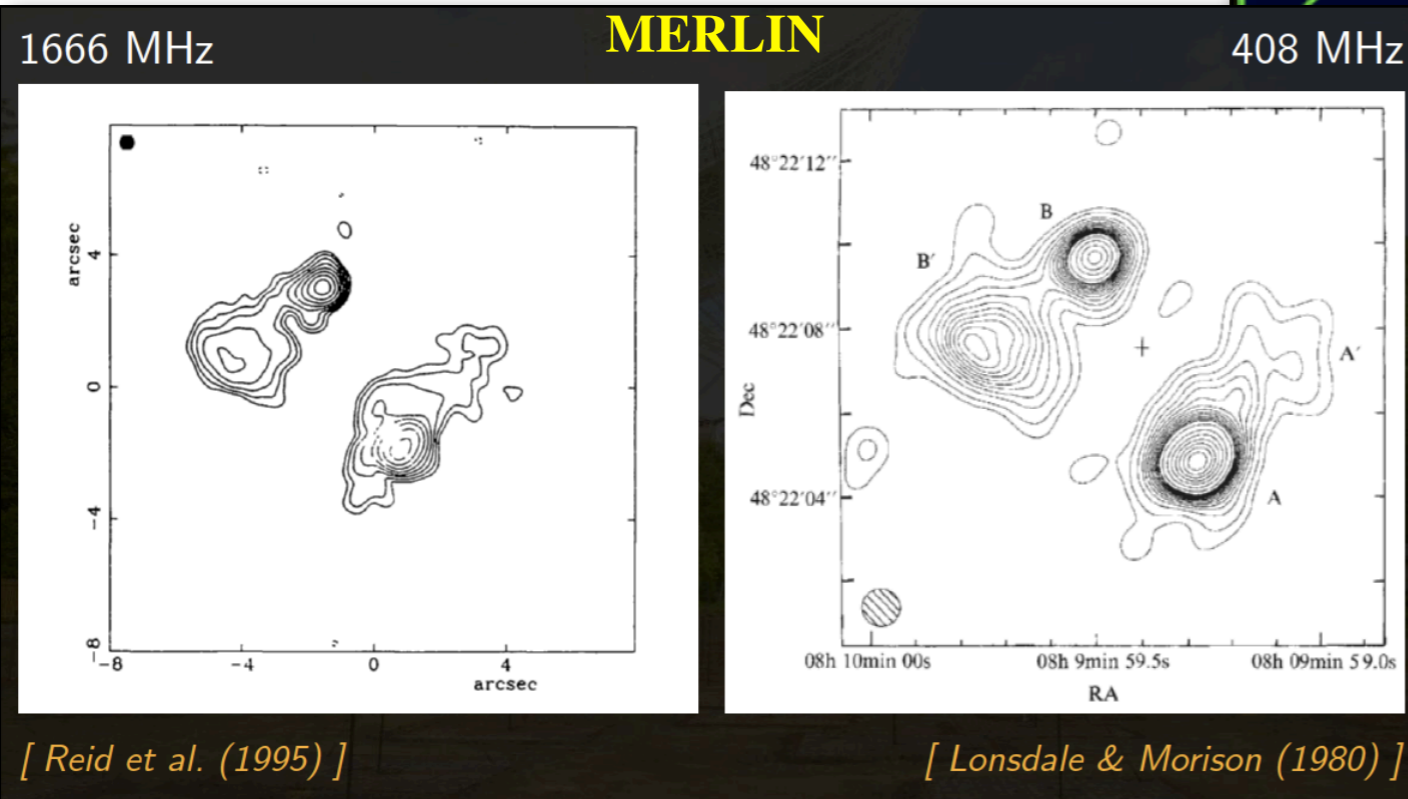 MERLIN
1666 MHz
408 MHz
arcsec
4
0
−4
−8
−8
−4
0
4
arcsec
48°22′12″
48°22′08″
48°22′04″
Dec
B
B′
A′
A
08h 10min 00s
08h 9min 59.5s
08h 09min 59.0s
RA
[ Reid et al. (1995) ]
[ Lonsdale & Morison (1980) ]